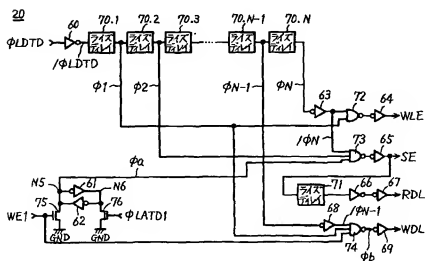 20
60
70.1
70.2
70.3
70.N-1
70.N
φLDTD
/φLDTD
ライズ
ディレイ
ライズ
ディレイ
ライズ
ディレイ
ライズ
ディレイ
ライズ
ディレイ
φ1
φ2
φN-1
φN
63
72
64
WLE
/φN
73
65
SE
φa
N5
61
N6
71
ライズ
ディレイ
66
67
RDL
75
62
76
WE1
φLATD1
68
/φN-1
WDL
GND
GND
74
φb
69